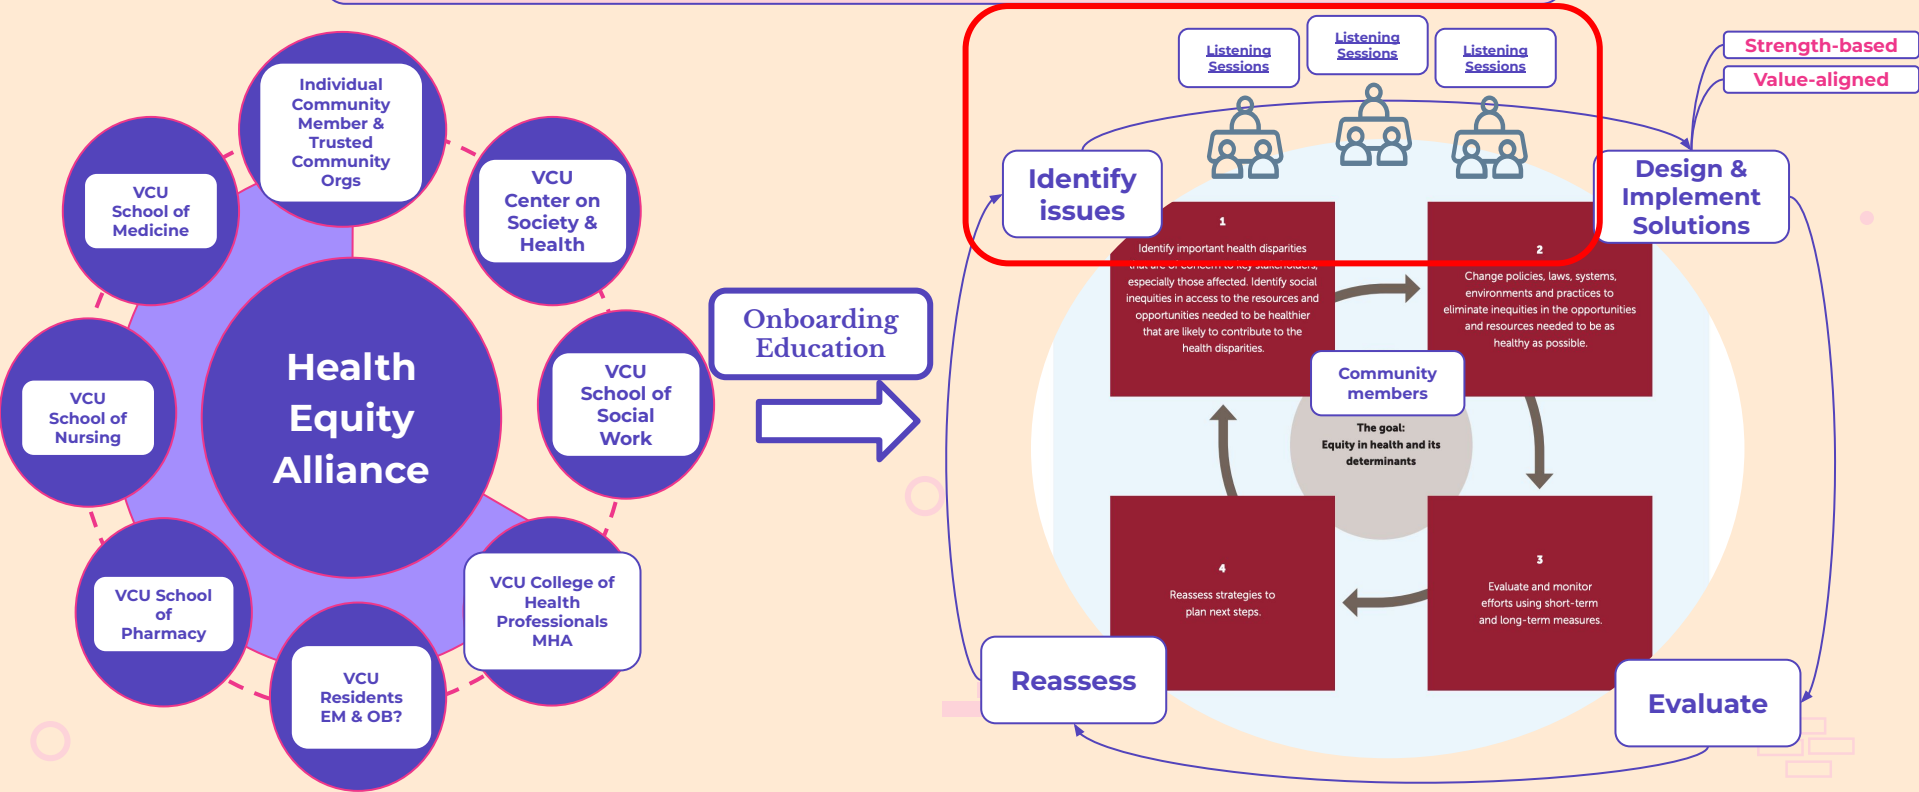 Individual
Community
Member &
Trusted
Community
Orgs
VCU
Center on
Society &
Health
VCU
School of
Social
Work
VCU College of
Health
Professionals
MHA
VCU
Residents
EM & OB?
VCU School
of
Pharmacy
VCU
School of
Nursing
VCU
School of
Medicine
Health
Equity
Alliance
Onboarding
Education
Listening
Sessions
Listening
Sessions
Listening
Sessions
Strength-based
Value-aligned
Identify
issues
Design &
Implement
Solutions
1
Identify important health disparities
that are of concern to key stakeholders,
especially those affected. Identify social
inequities in access to the resources and
opportunities needed to be healthier
that are likely to contribute to the
health disparities.
2
Change policies, laws, systems,
environments and practices to
eliminate inequities in the opportunities
and resources needed to be as
healthy as possible.
Community
members
The goal:
Equity in health and its
determinants
4
Reassess strategies to
plan next steps.
3
Evaluate and monitor
efforts using short-term
and long-term measures.
Reassess
Evaluate